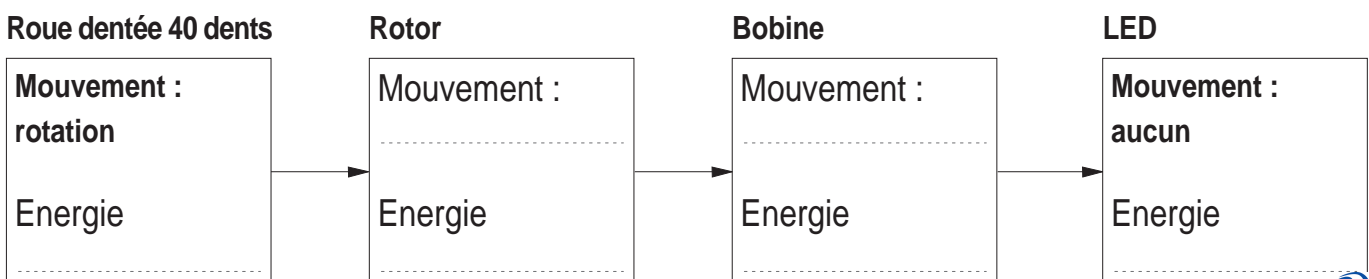 Roue dentée 40 dents
Rotor
Bobine
LED
Mouvement :
rotation
Energie
Mouvement :
Energie
Mouvement :
Energie
Mouvement :
aucun
Energie